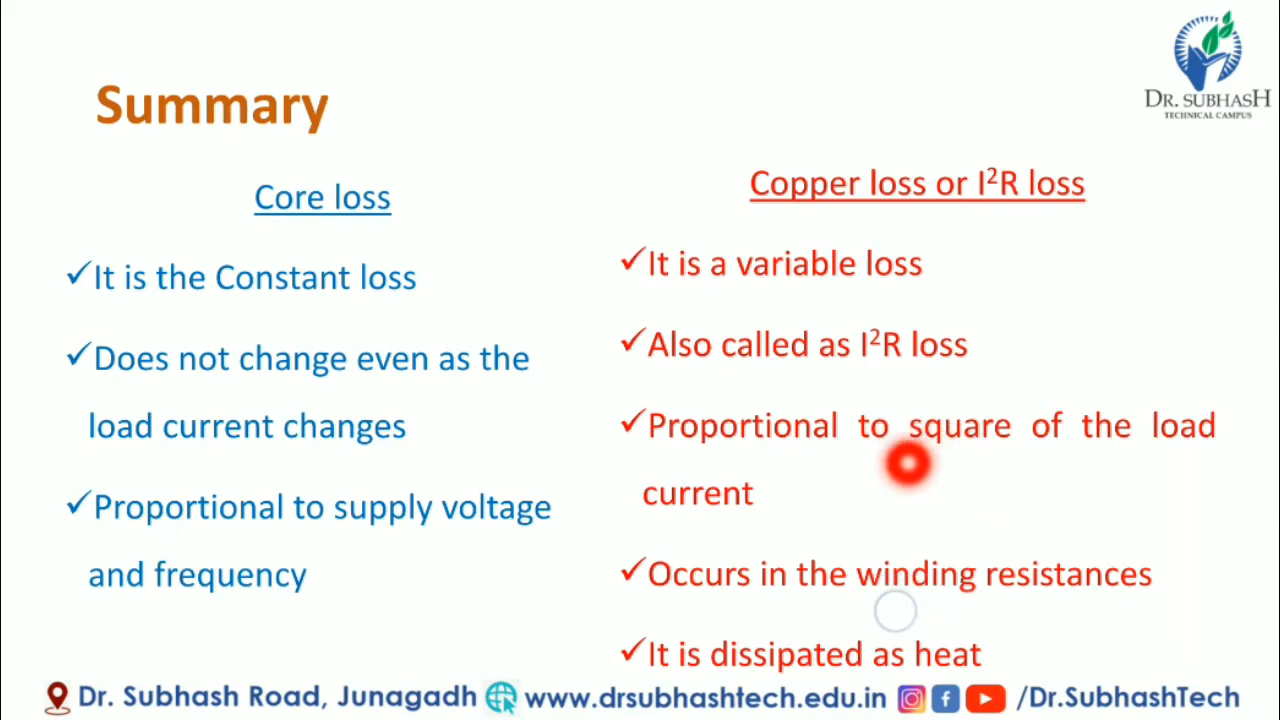 DR. SUBHASH
TECHNICAL CAMPUS
Summary
Core loss
✓It is the Constant loss
✓Does not change even as the
load current changes
✓Proportional to supply voltage
and frequency
Copper loss or I²R loss
✓It is a variable loss
✓Also called as I²R loss
✓Proportional to square of the load
current
✓Occurs in the winding resistances
✓It is dissipated as heat
Dr. Subhash Road, Junagadh www.drsubhashtech.edu.in /Dr.SubhashTech